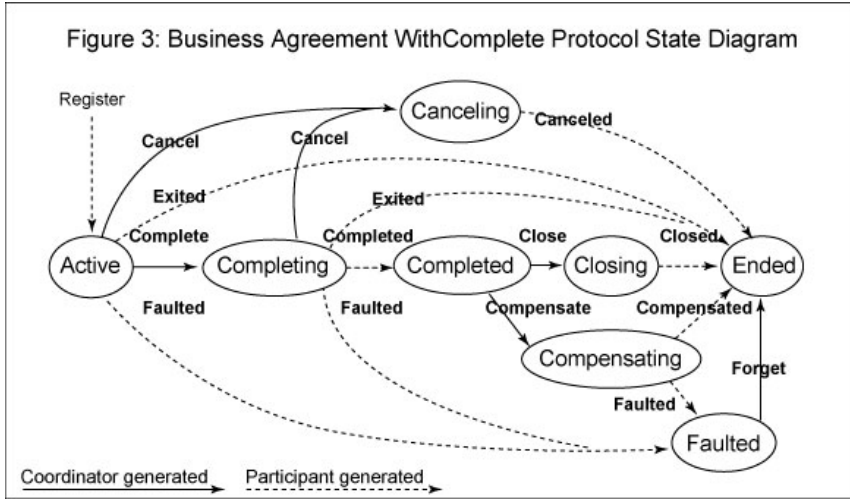 Figure 3: Business Agreement WithComplete Protocol State Diagram
Register
Canceling
Canceled
Cancel
Cancel
Exited
Exited
Complete
Completed
Close
Closed
Active
Completing
Completed
Closing
Ended
Faulted
Faulted
Compensate
Compensated
Compensating
Forget
Faulted
Faulted
Coordinator generated
Participant generated